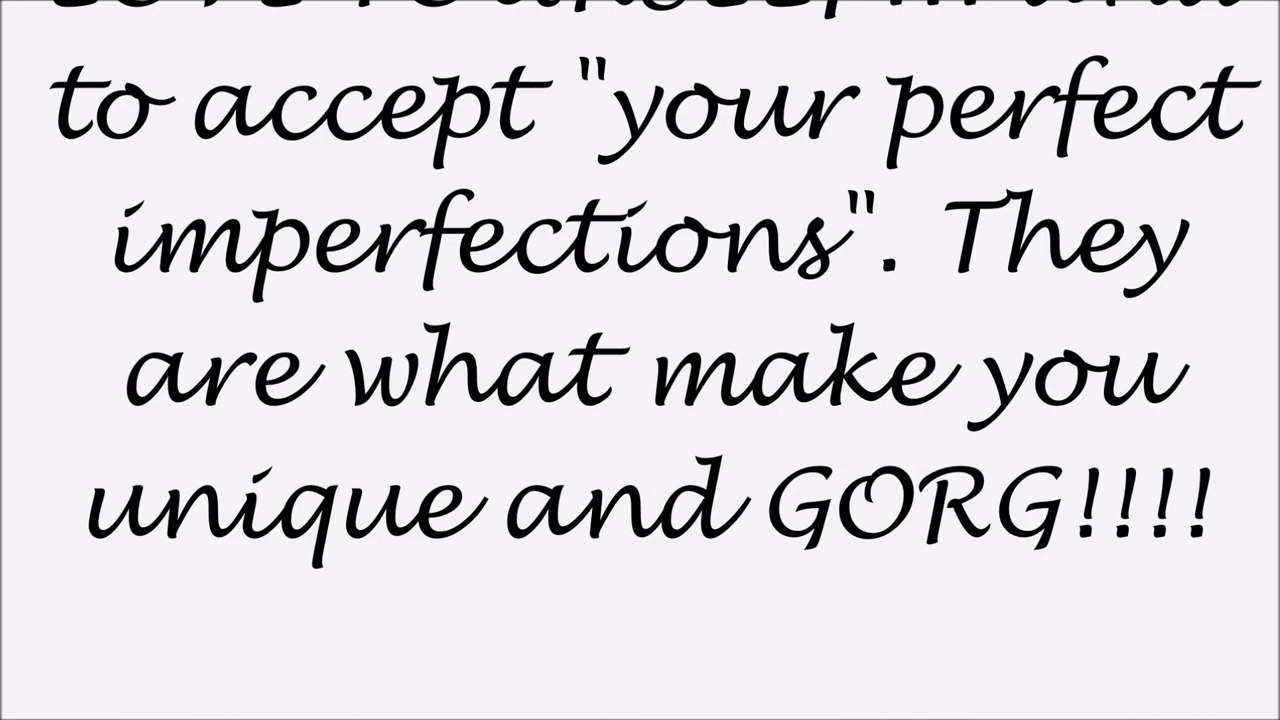 to accept "your perfect
imperfections". They
are what make you
unique and GORG!!!!